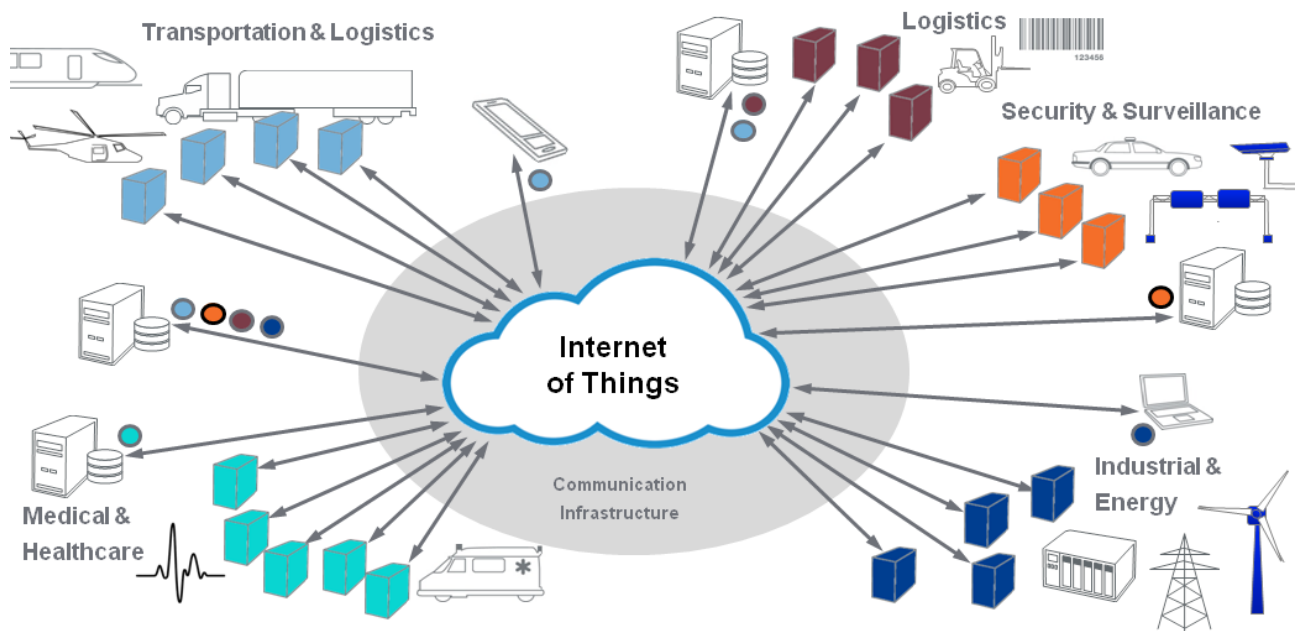 Transportation & Logistics
Logistics
123456
Security & Surveillance
Internet
of Things
Communication
Infrastructure
Industrial &
Energy
Medical &
Healthcare